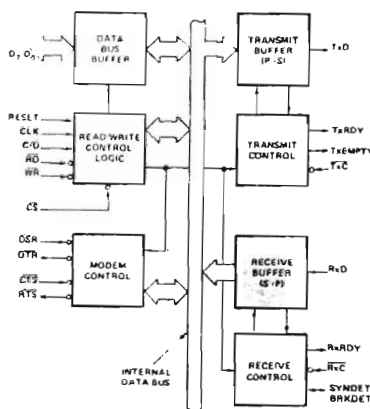 D7 D0
DATA
BUS
BUFFER
TRANSMIT
BUFFER
(P-S)
TxD
RESET
CLK
C/D
RD
WR
CS
READ/WRITE
CONTROL
LOGIC
TRANSMIT
CONTROL
TxRDY
TxEMPTY
TxC
DSR
DTR
CTS
RTS
MODEM
CONTROL
RECEIVE
BUFFER
(S-P)
RxD
INTERNAL
DATA BUS
RECEIVE
CONTROL
RxRDY
RxC
SYNDET
BRKDET